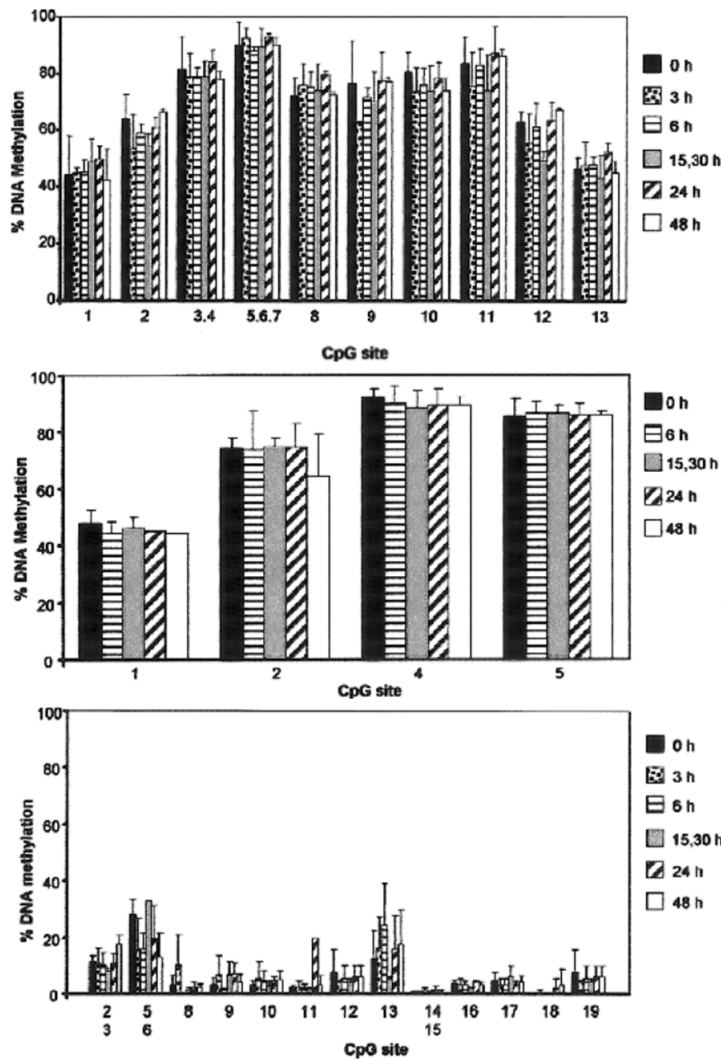 % DNA Methylation
100
80
60
40
20
0
1 2 3.4 5.6.7 8 9 10 11 12 13
CpG site
0 h
3 h
6 h
15,30 h
24 h
48 h
% DNA Methylation
100
80
60
40
20
0
1 2 4 5
CpG site
0 h
6 h
15,30 h
24 h
48 h
% DNA methylation
100
80
60
40
20
0
2 5 8 9 10 11 12 13 14 16 17 18 19
3 6 15
CpG site
0 h
3 h
6 h
15,30 h
24 h
48 h